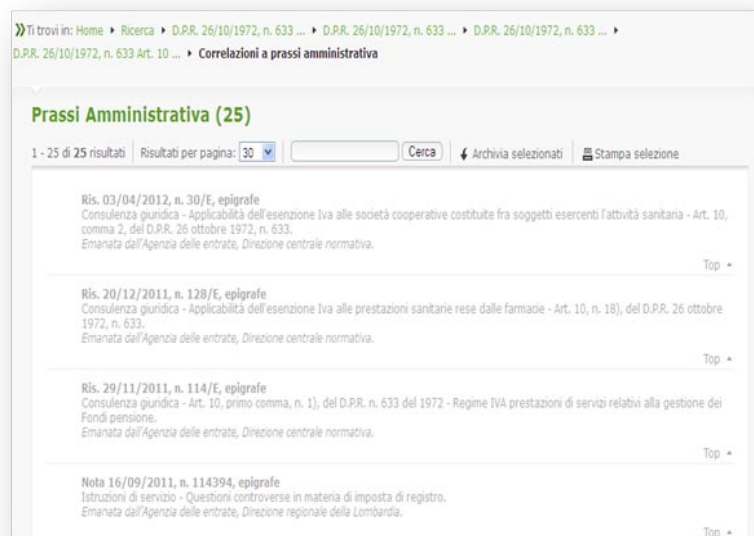 Ti trovi in: Home ▸ Ricerca ▸ D.P.R. 26/10/1972, n. 633 ... ▸ D.P.R. 26/10/1972, n. 633 ... ▸ D.P.R. 26/10/1972, n. 633 ... ▸
D.P.R. 26/10/1972, n. 633 Art. 10 ... ▸ Correlazioni a prassi amministrativa
Prassi Amministrativa (25)
1 - 25 di 25 risultati Risultati per pagina: 30 Cerca Archivia selezionati Stampa selezione
Ris. 03/04/2012, n. 30/E, epigrafe
Consulenza giuridica - Applicabilità dell'esenzione Iva alle società cooperative costituite fra soggetti esercenti l'attività sanitaria - Art. 10,
comma 2, del D.P.R. 26 ottobre 1972, n. 633.
Emanata dall'Agenzia delle entrate, Direzione centrale normativa.
Top
Ris. 20/12/2011, n. 128/E, epigrafe
Consulenza giuridica - Applicabilità dell'esenzione Iva alle prestazioni sanitarie rese dalle farmacie - Art. 10, n. 18), del D.P.R. 26 ottobre
1972, n. 633.
Emanata dall'Agenzia delle entrate, Direzione centrale normativa.
Top
Ris. 29/11/2011, n. 114/E, epigrafe
Consulenza giuridica - Art. 10, primo comma, n. 1), del D.P.R. n. 633 del 1972 - Regime IVA prestazioni di servizi relativi alla gestione dei
Fondi pensione.
Emanata dall'Agenzia delle entrate, Direzione centrale normativa.
Top
Nota 16/09/2011, n. 114394, epigrafe
Istruzioni di servizio - Questioni controverse in materia di imposta di registro.
Emanata dall'Agenzia delle entrate, Direzione regionale della Lombardia.
Top